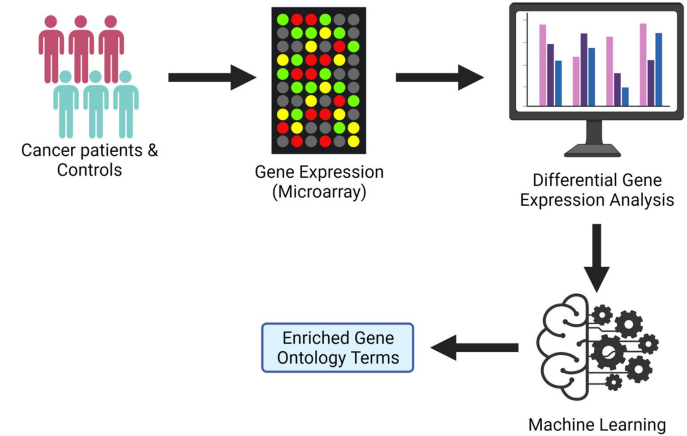 Cancer patients &
Controls
Gene Expression
(Microarray)
Differential Gene
Expression Analysis
Machine Learning
Enriched Gene
Ontology Terms